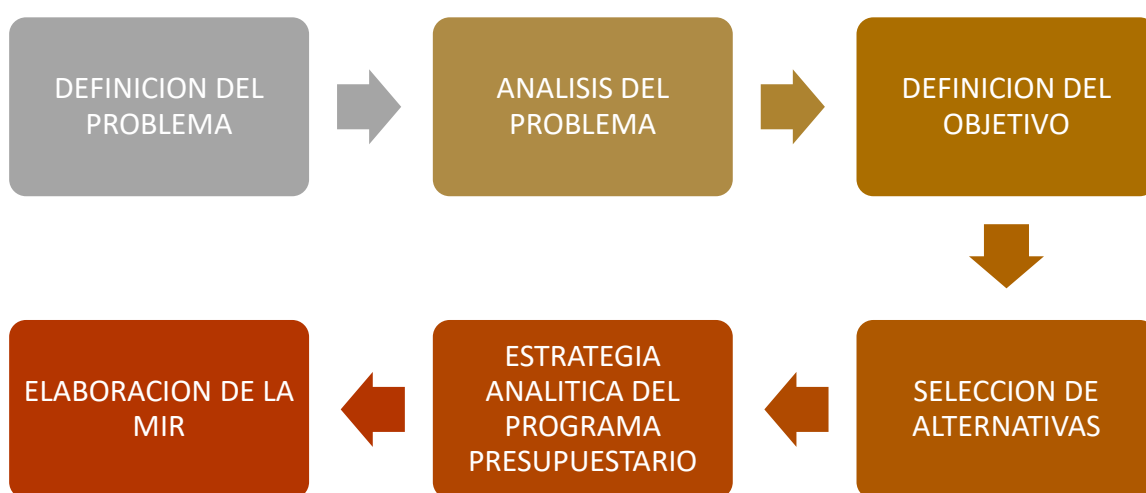 DEFINICION DEL
PROBLEMA
ANALISIS DEL
PROBLEMA
DEFINICION DEL
OBJETIVO
SELECCION DE
ALTERNATIVAS
ESTRATEGIA
ANALITICA DEL
PROGRAMA
PRESUPUESTARIO
ELABORACION DE LA
MIR